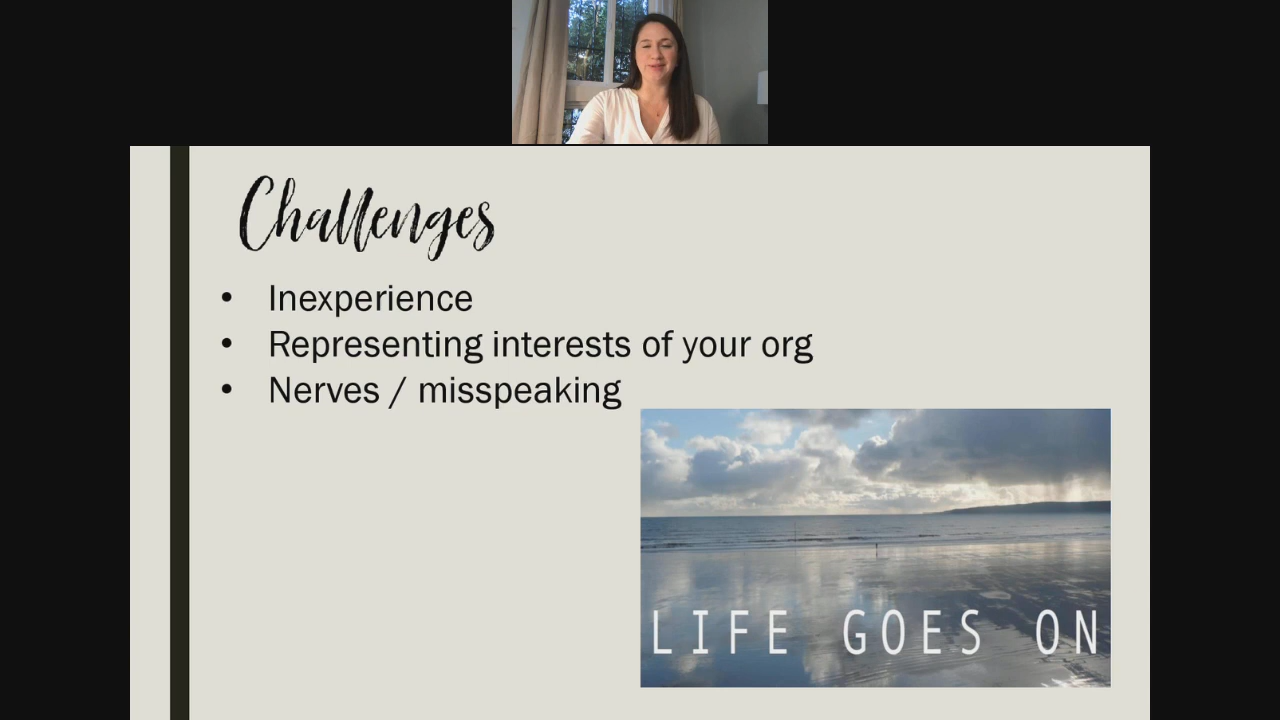 Challenges
• Inexperience
• Representing interests of your org
• Nerves / misspeaking
LIFE GOES ON